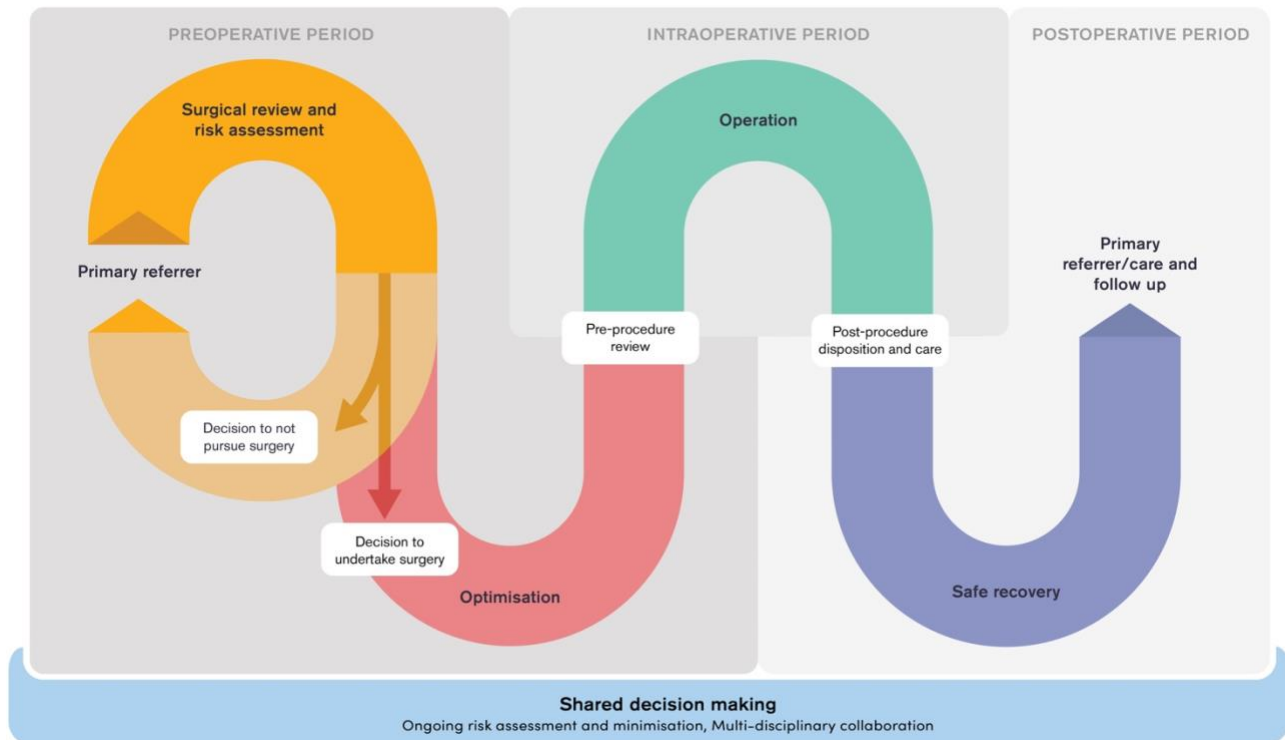 PREOPERATIVE PERIOD
INTRAOPERATIVE PERIOD
POSTOPERATIVE PERIOD
Surgical review and
risk assessment
Operation
Primary referrer
Primary
referrer/care and
follow up
Pre-procedure
review
Post-procedure
disposition and care
Decision to not
pursue surgery
Decision to
undertake surgery
Optimisation
Safe recovery
Shared decision making
Ongoing risk assessment and minimisation, Multi-disciplinary collaboration